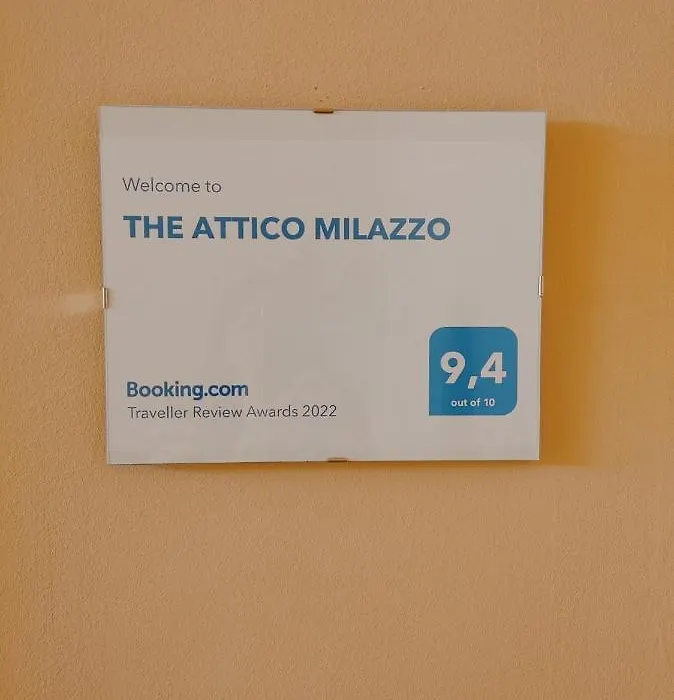 Welcome to
THE ATTICO MILAZZO
9,4
out of 10
Booking.com
Traveller Review Awards 2022